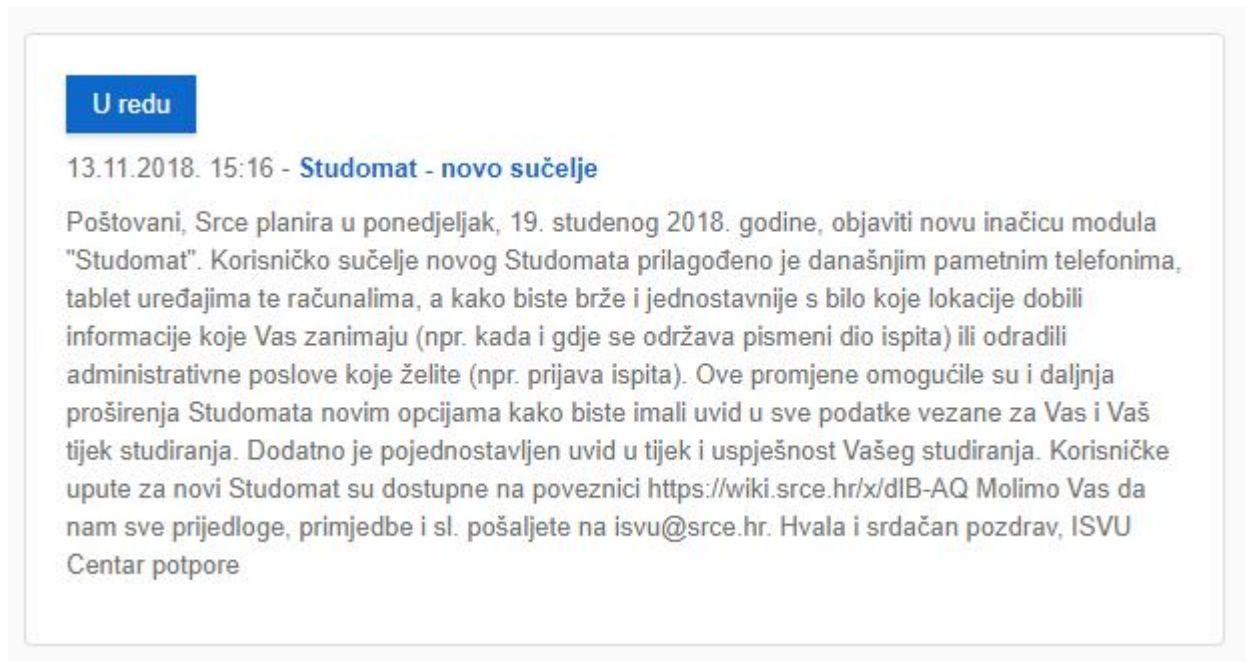 U redu
13.11.2018. 15:16 - Studomat - novo sučelje
Poštovani, Srce planira u ponedjeljak, 19. studenog 2018. godine, objaviti novu inačicu modula
"Studomat". Korisničko sučelje novog Studomata prilagođeno je današnjim pametnim telefonima,
tablet uređajima te računalima, a kako biste brže i jednostavnije s bilo koje lokacije dobili
informacije koje Vas zanimaju (npr. kada i gdje se održava pismeni dio ispita) ili odradili
administrativne poslove koje želite (npr. prijava ispita). Ove promjene omogućile su i daljnja
proširenja Studomata novim opcijama kako biste imali uvid u sve podatke vezane za Vas i Vaš
tijek studiranja. Dodatno je pojednostavljen uvid u tijek i uspješnost Vašeg studiranja. Korisničke
upute za novi Studomat su dostupne na poveznici https://wiki.srce.hr/x/dIB-AQ Molimo Vas da
nam sve prijedloge, primjedbe i sl. pošaljete na isvu@srce.hr. Hvala i srdačan pozdrav, ISVU
Centar potpore